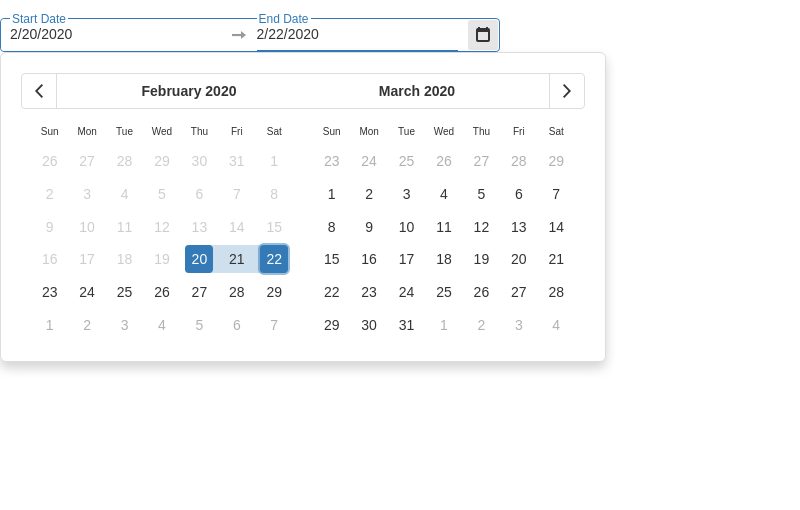 Start Date End Date
2/20/2020 2/22/2020
February 2020 March 2020
Sun Mon Tue Wed Thu Fri Sat Sun Mon Tue Wed Thu Fri Sat
26 27 28 29 30 31 1 23 24 25 26 27 28 29
2 3 4 5 6 7 8 1 2 3 4 5 6 7
9 10 11 12 13 14 15 8 9 10 11 12 13 14
16 17 18 19 20 21 22 15 16 17 18 19 20 21
23 24 25 26 27 28 29 22 23 24 25 26 27 28
1 2 3 4 5 6 7 29 30 31 1 2 3 4